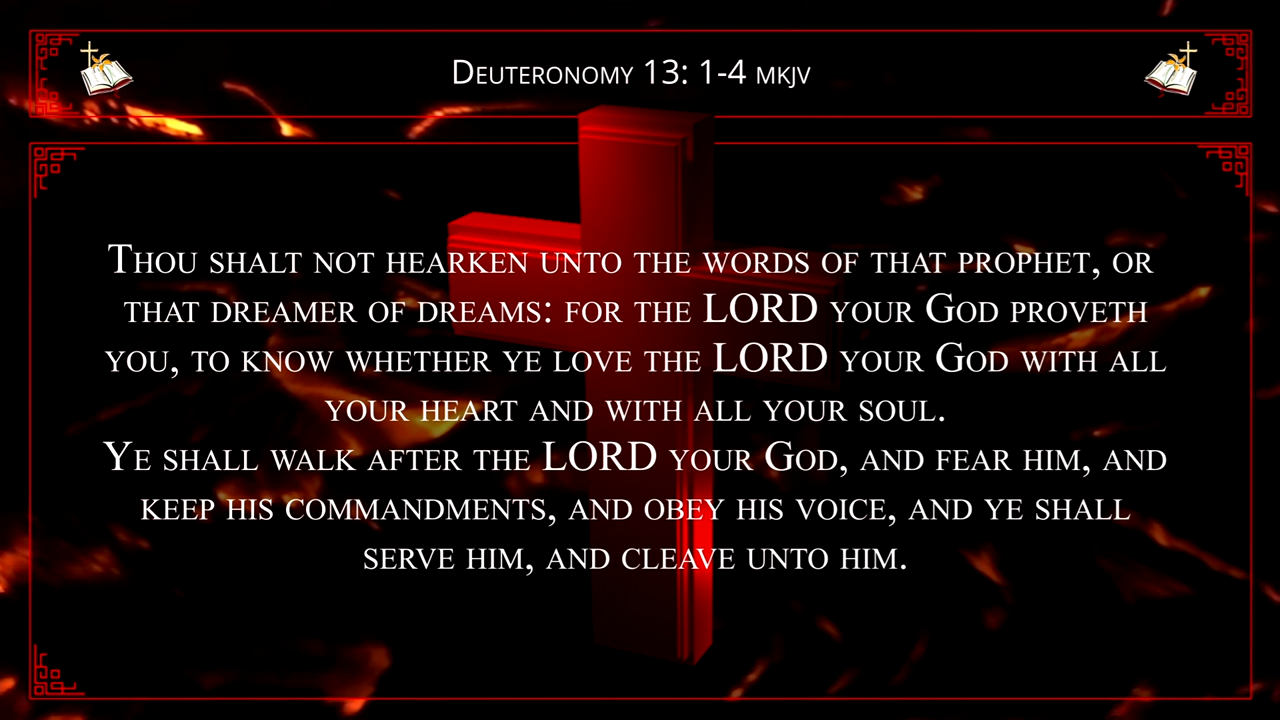 Deuteronomy 13: 1-4 mkjv
Thou shalt not hearken unto the words of that prophet, or
that dreamer of dreams: for the LORD your God proveth
you, to know whether ye love the LORD your God with all
your heart and with all your soul.
Ye shall walk after the LORD your God, and fear him, and
keep his commandments, and obey his voice, and ye shall
serve him, and cleave unto him.